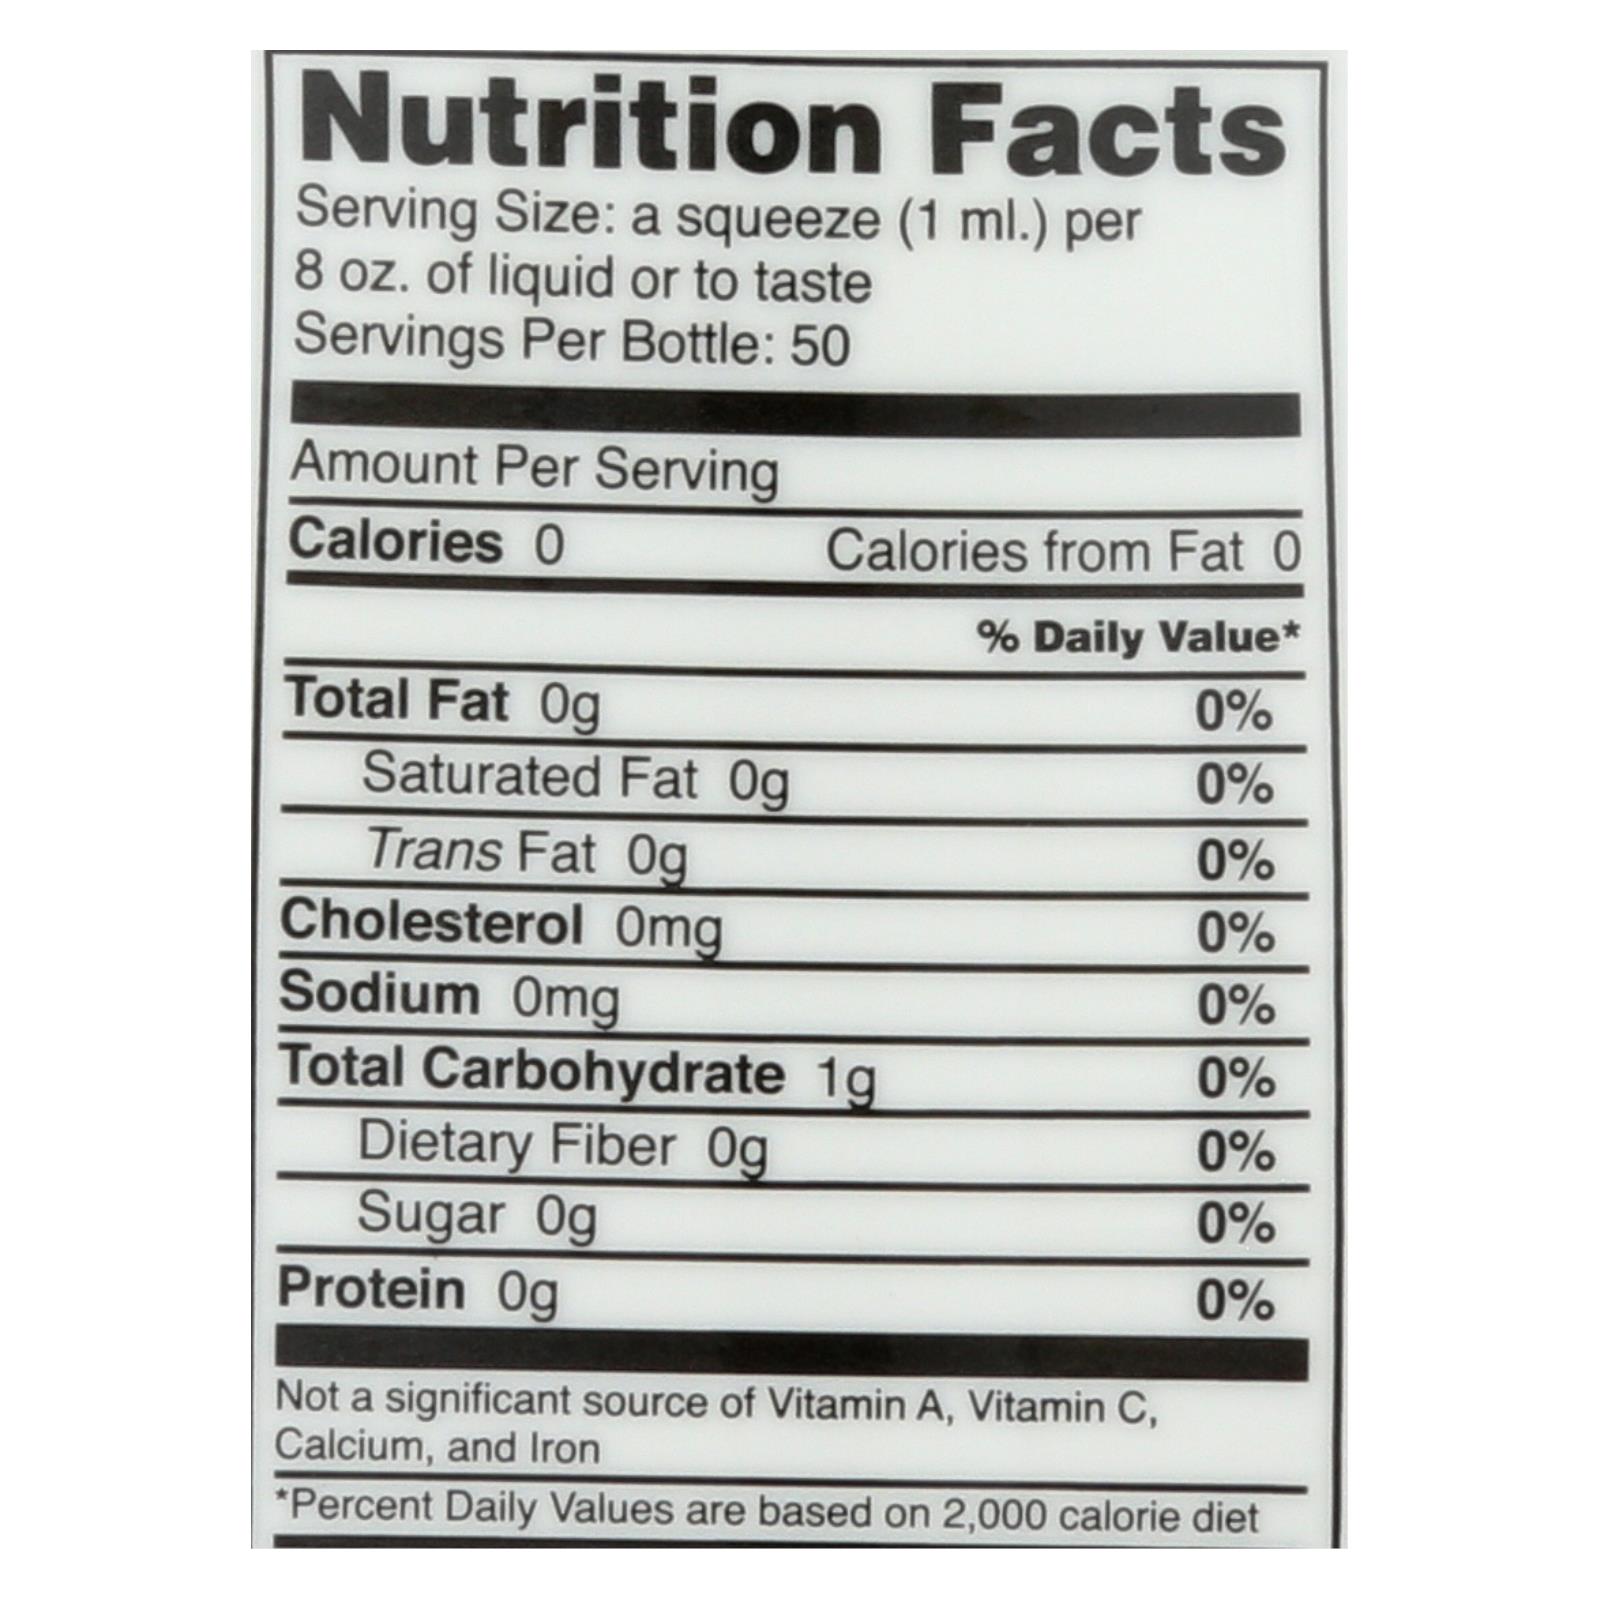 Nutrition Facts
Serving Size: a squeeze (1 ml.) per
8 oz. of liquid or to taste
Servings Per Bottle: 50
Amount Per Serving
Calories 0 Calories from Fat 0
% Daily Value*
Total Fat 0g 0%
Saturated Fat 0g 0%
Trans Fat 0g 0%
Cholesterol 0mg 0%
Sodium 0mg 0%
Total Carbohydrate 1g 0%
Dietary Fiber 0g 0%
Sugar 0g 0%
Protein 0g 0%
Not a significant source of Vitamin A, Vitamin C,
Calcium, and Iron
*Percent Daily Values are based on 2,000 calorie diet